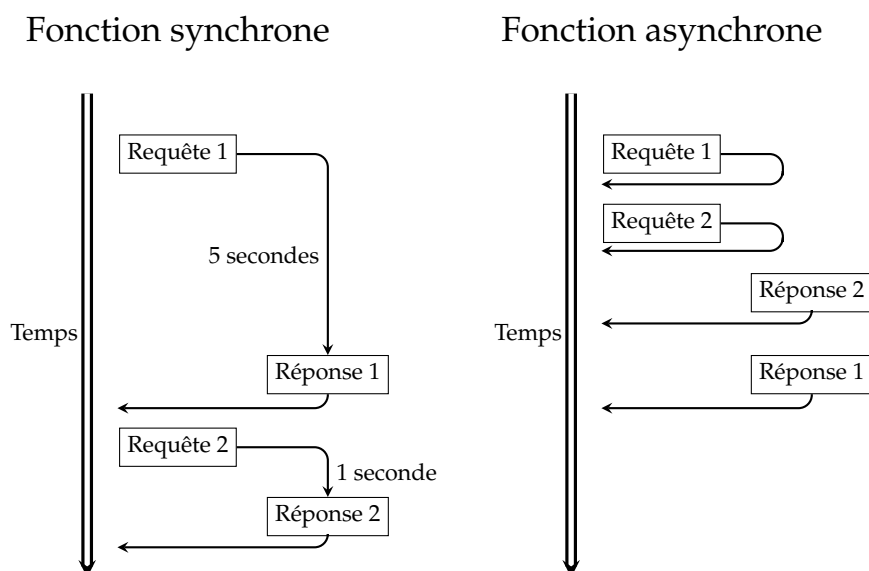 Fonction synchrone
Requête 1
5 secondes
Temps
Réponse 1
Requête 2
1 seconde
Réponse 2
Fonction asynchrone
Requête 1
Requête 2
Réponse 2
Temps
Réponse 1